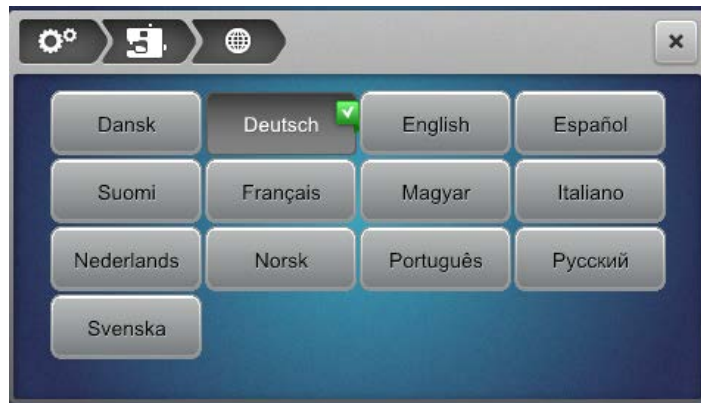 Dansk Deutsch English Español
Suomi Français Magyar Italiano
Nederlands Norsk Português Русский
Svenska